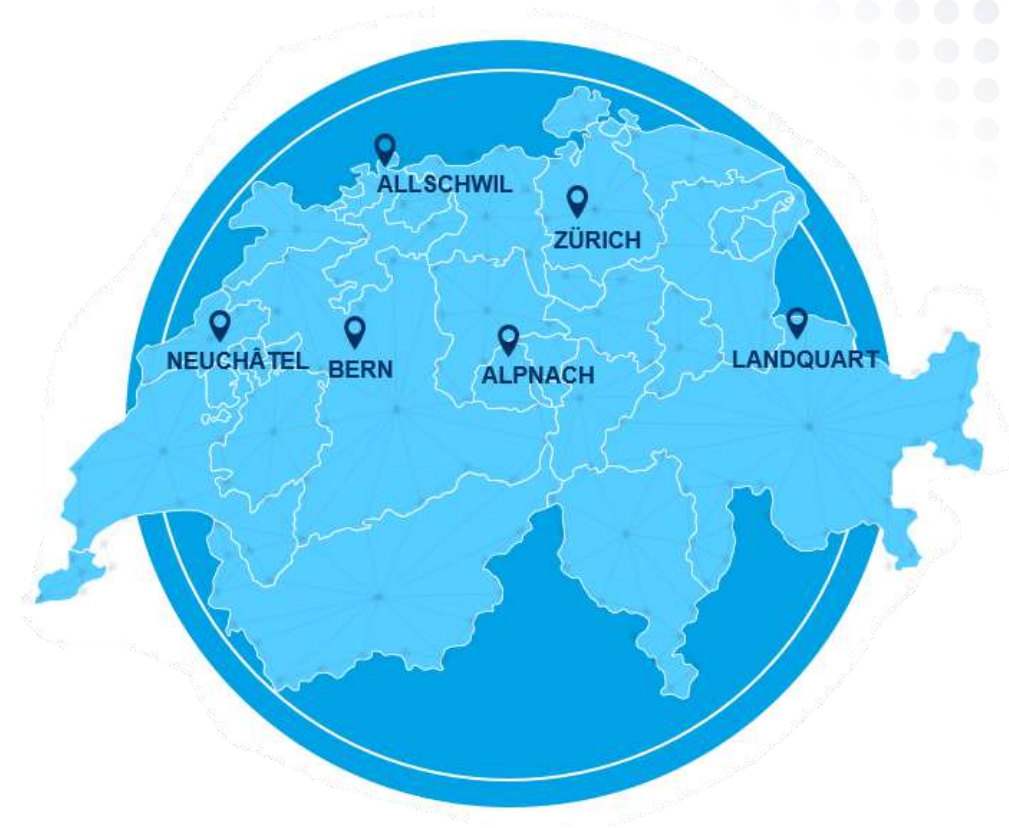 ALLSCHWIL
ZÜRICH
NEUCHÂTEL
BERN
ALPNACH
LANDQUART